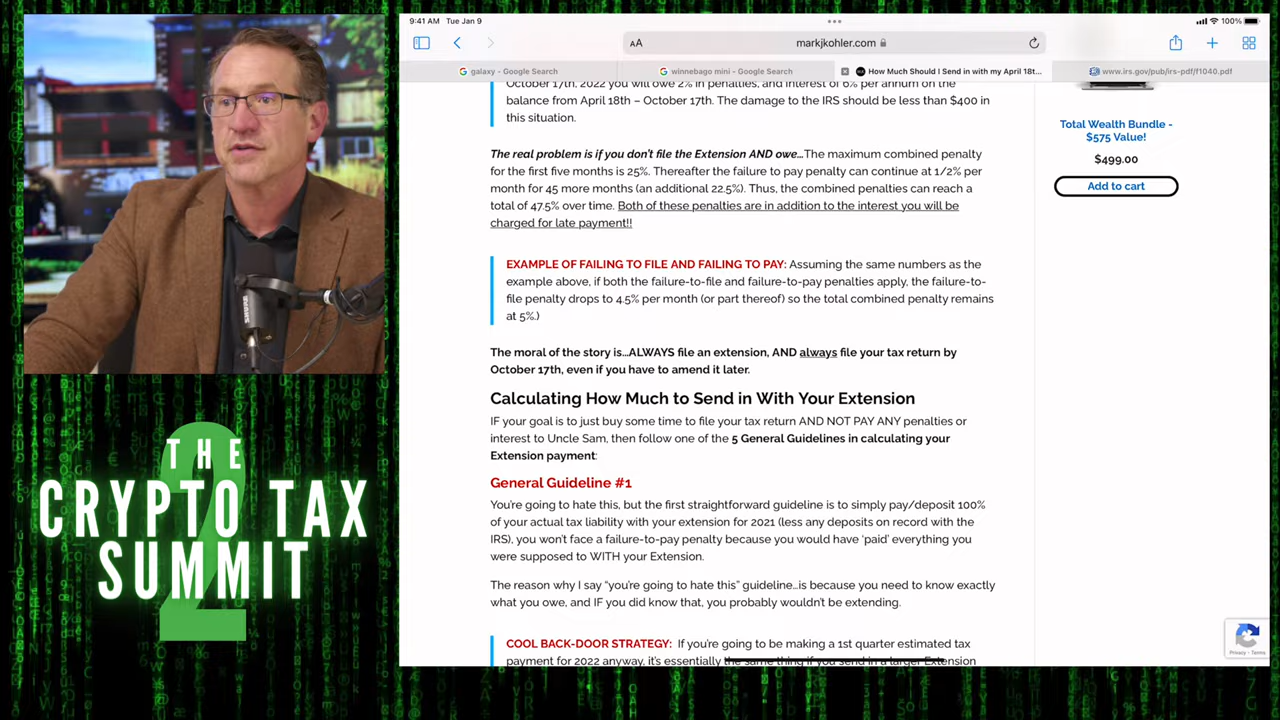 9:41 AM Tue Jan 9
100%
AA
markjkohler.com
galaxy - Google Search
winnebago mini - Google Search
How Much Should I Send in with my April 18t...
www.irs.gov/pub/irs-pdf/f1040.pdf
October 17th, 2022 you will owe 2% in penalties, and interest of 6% per annum on the
balance from April 18th – October 17th. The damage to the IRS should be less than $400 in
this situation.
The real problem is if you don't file the Extension AND owe…The maximum combined penalty
for the first five months is 25%. Thereafter the failure to pay penalty can continue at 1/2% per
month for 45 more months (an additional 22.5%). Thus, the combined penalties can reach a
total of 47.5% over time. Both of these penalties are in addition to the interest you will be
charged for late payment!!
EXAMPLE OF FAILING TO FILE AND FAILING TO PAY: Assuming the same numbers as the
example above, if both the failure-to-file and failure-to-pay penalties apply, the failure-to-
file penalty drops to 4.5% per month (or part thereof) so the total combined penalty remains
at 5%.)
The moral of the story is…ALWAYS file an extension, AND always file your tax return by
October 17th, even if you have to amend it later.
Calculating How Much to Send in With Your Extension
IF your goal is to just buy some time to file your tax return AND NOT PAY ANY penalties or
interest to Uncle Sam, then follow one of the 5 General Guidelines in calculating your
Extension payment:
General Guideline #1
You're going to hate this, but the first straightforward guideline is to simply pay/deposit 100%
of your actual tax liability with your extension for 2021 (less any deposits on record with the
IRS), you won't face a failure-to-pay penalty because you would have 'paid' everything you
were supposed to WITH your Extension.
The reason why I say "you're going to hate this" guideline…is because you need to know exactly
what you owe, and IF you did know that, you probably wouldn't be extending.
COOL BACK-DOOR STRATEGY: If you're going to be making a 1st quarter estimated tax
payment for 2022 anyway, it's essentially the same thing if you send in a larger Extension
Total Wealth Bundle -
$575 Value!
$499.00
Add to cart
Privacy - Terms
SHURE
2
THE
CRYPTO TAX
SUMMIT